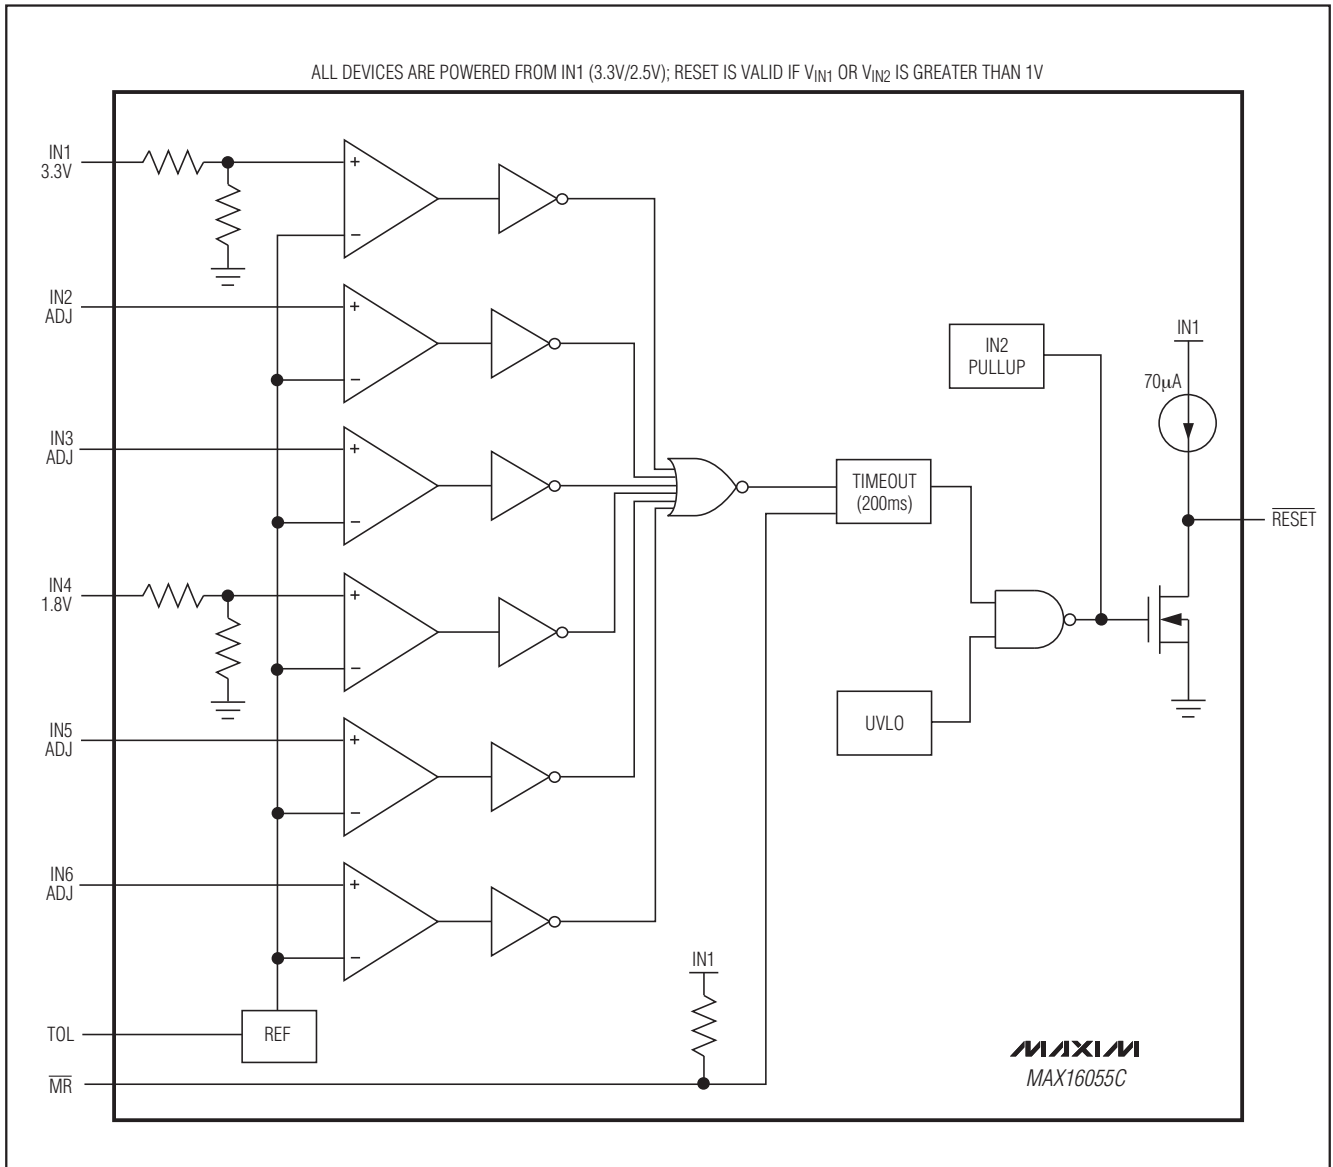 ALL DEVICES ARE POWERED FROM IN1 (3.3V/2.5V); RESET IS VALID IF VIN1 OR VIN2 IS GREATER THAN 1V
IN1
3.3V
+
−
IN2
ADJ
+
−
IN3
ADJ
+
−
IN4
1.8V
+
−
IN5
ADJ
+
−
IN6
ADJ
+
−
TOL
REF
MR
IN1
TIMEOUT
(200ms)
UVLO
IN2
PULLUP
IN1
70µA
RESET
MAXIM
MAX16055C